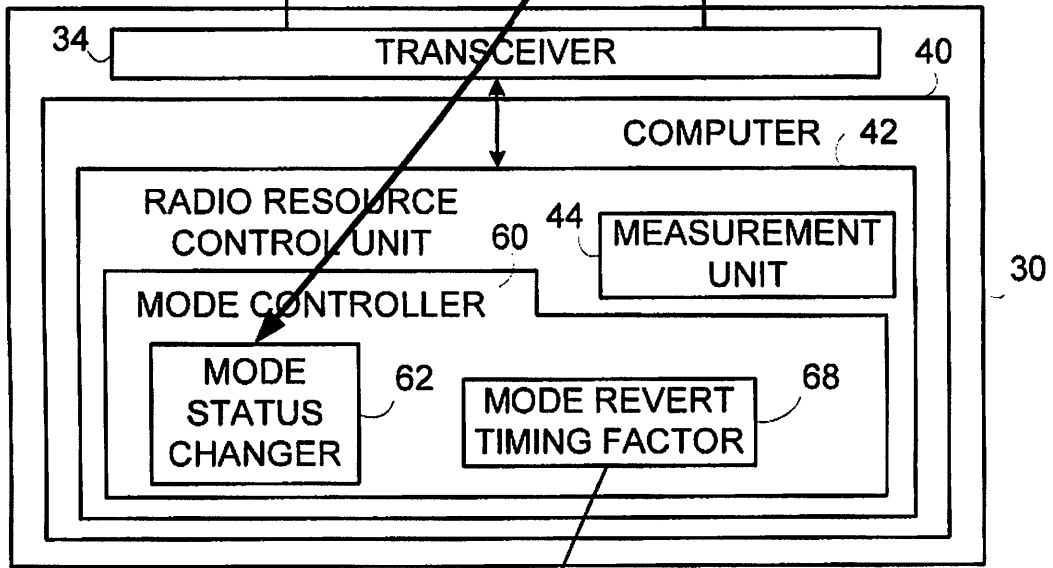 34
TRANSCEIVER
40
COMPUTER
42
RADIO RESOURCE
CONTROL UNIT
44
MEASUREMENT
UNIT
60
30
MODE CONTROLLER
MODE
STATUS
CHANGER
62
MODE REVERT
TIMING FACTOR
68